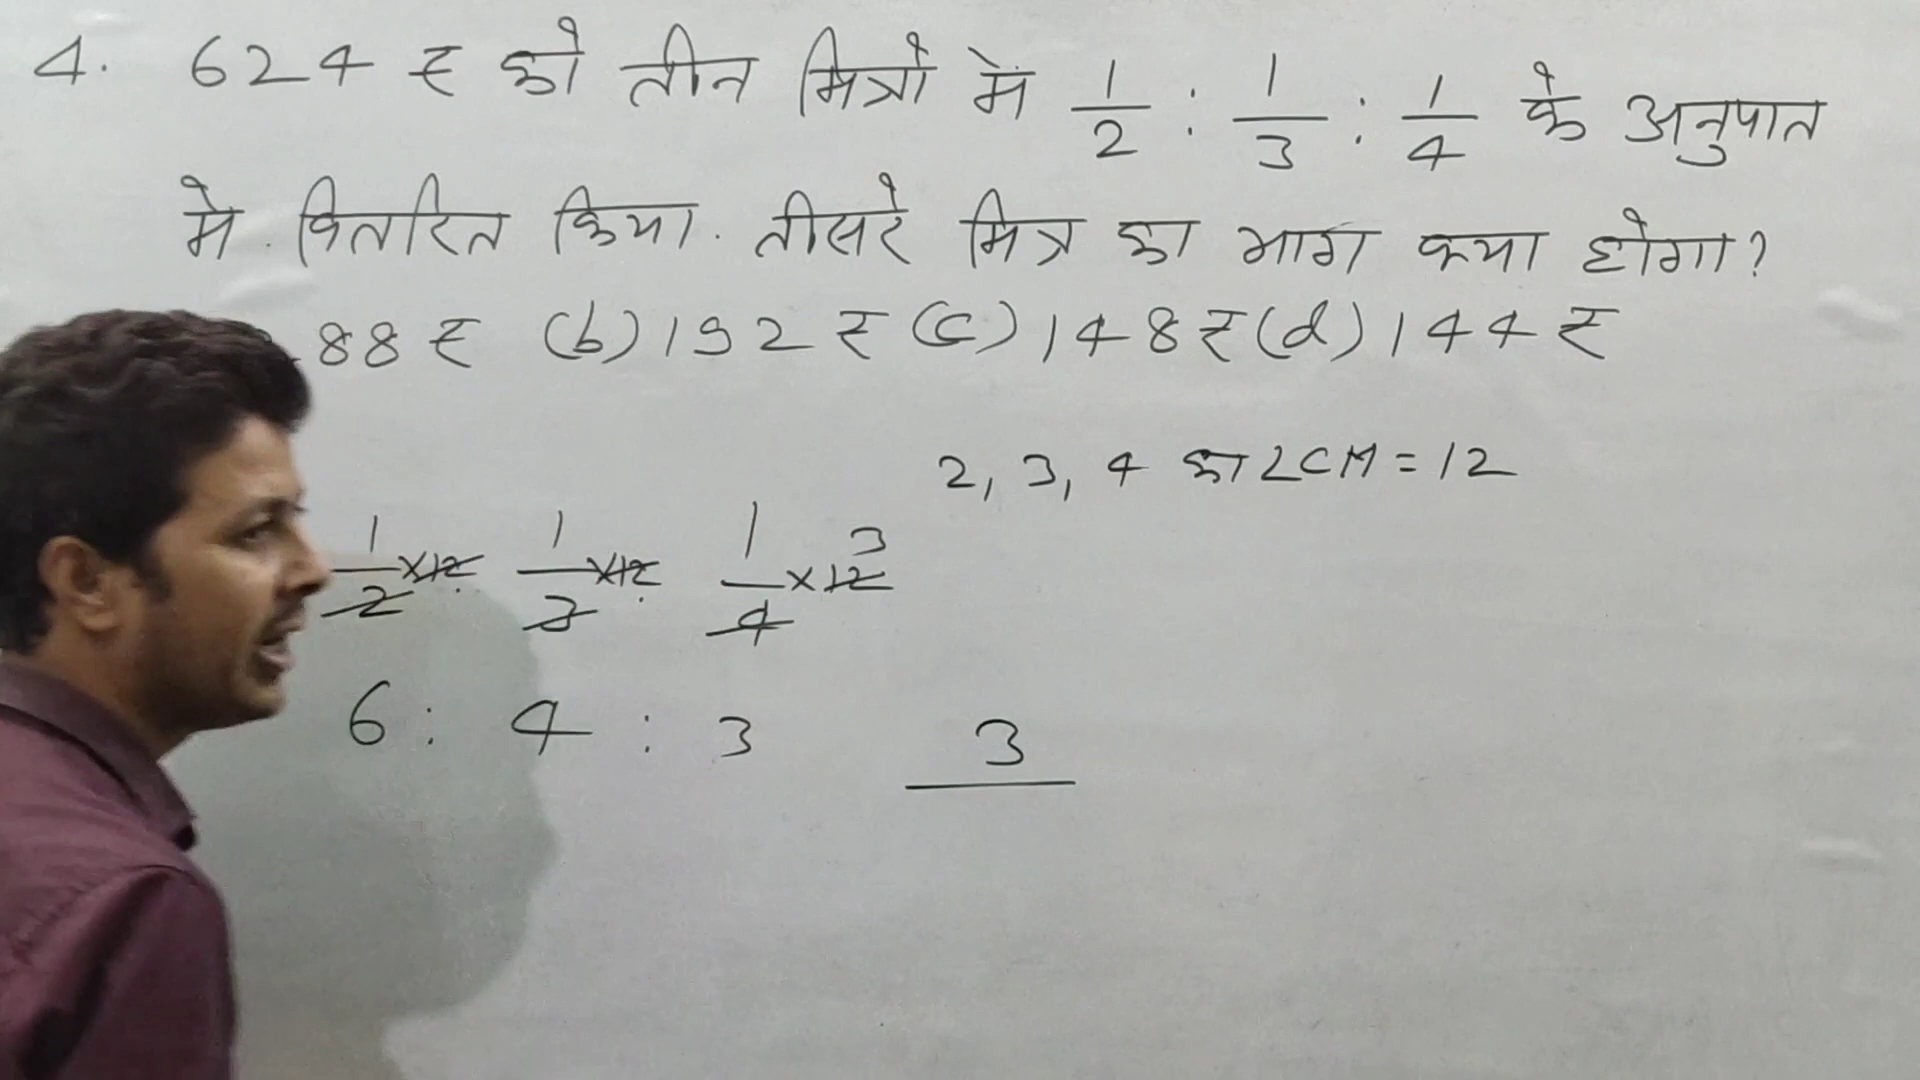 4. 624 ₹ को तीन मित्रो में 1/2 : 1/3 : 1/4 के अनुपात
मे वितरित किया. तीसरे मित्र का भाग क्या होगा?
88 ₹ (b) 192 ₹ (c) 148 ₹ (d) 144 ₹
2, 3, 4 का LCM = 12
1/2 × 12 1/3 × 12 1/4 × 12 3
6 : 4 : 3 3